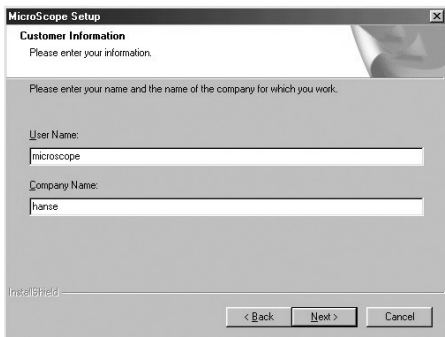 MicroScope Setup
Customer Information
Please enter your information.
Please enter your name and the name of the company for which you work.
User Name:
microscope
Company Name:
hanse
InstallShield
< Back
Next >
Cancel